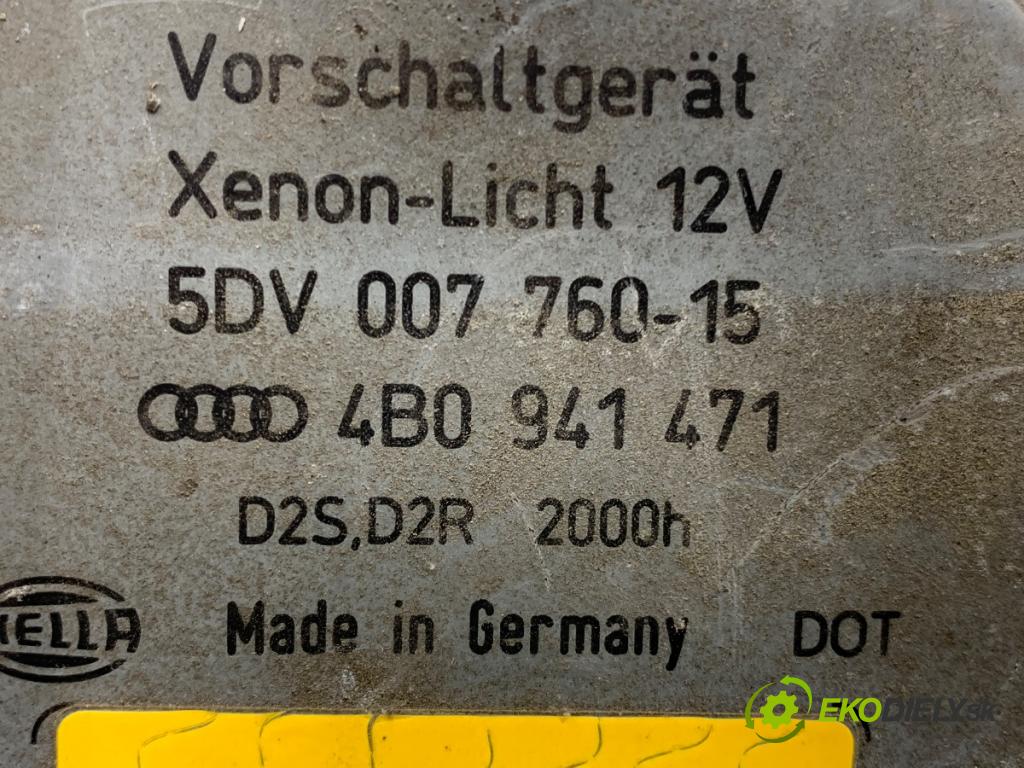 Vorschaltgerät
Xenon-Licht 12V
5DV 007 760-15
4B0 941 471
D2S,D2R 2000h
HELLA Made in Germany DOT
EKODIELY.sk